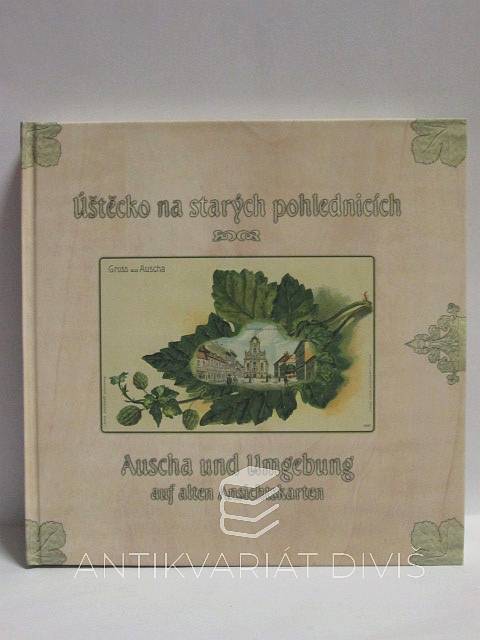 Úštěcko na starých pohlednicích
Gruss aus Auscha
Auscha und Umgebung
auf alten Ansichtskarten
ANTIKVARIÁT DIVIŠ